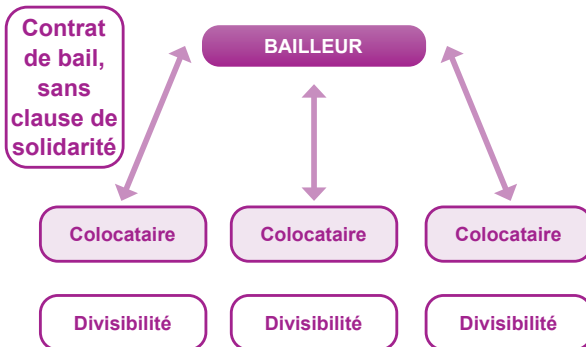 Contrat
de bail,
sans
clause de
solidarité
BAILLEUR
Colocataire
Colocataire
Colocataire
Divisibilité
Divisibilité
Divisibilité